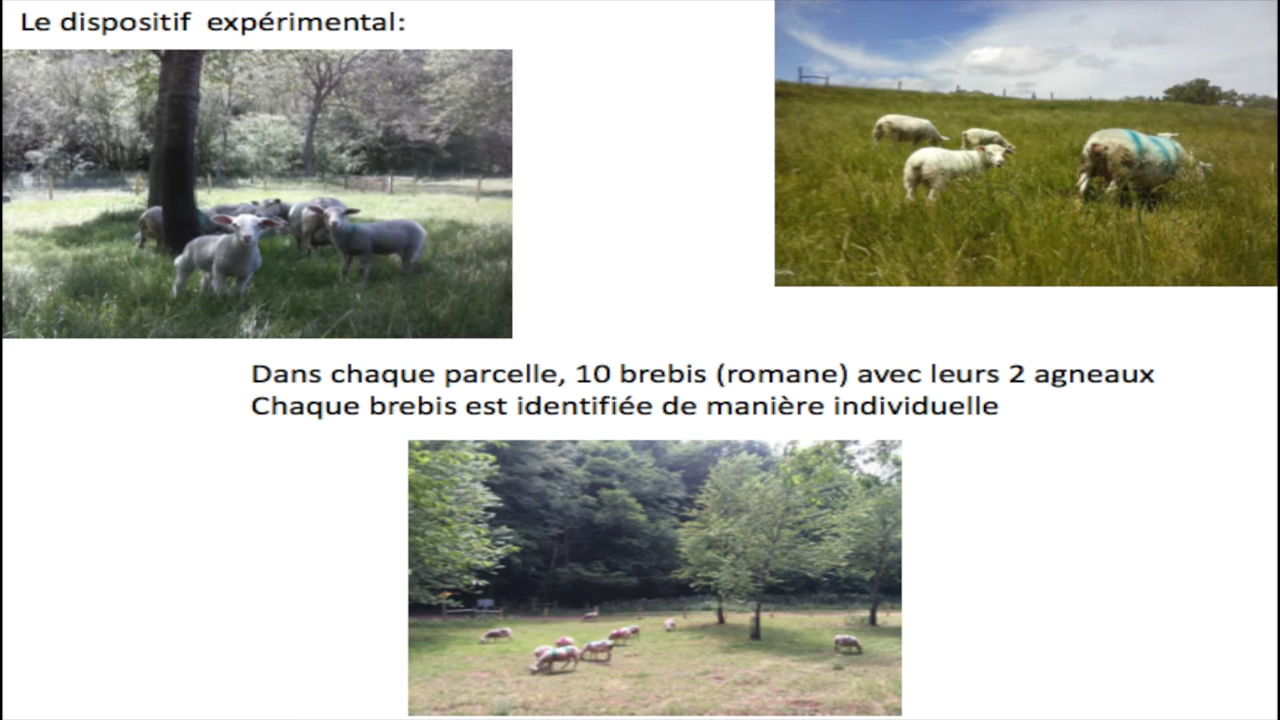 Le dispositif expérimental:
Dans chaque parcelle, 10 brebis (romane) avec leurs 2 agneaux
Chaque brebis est identifiée de manière individuelle